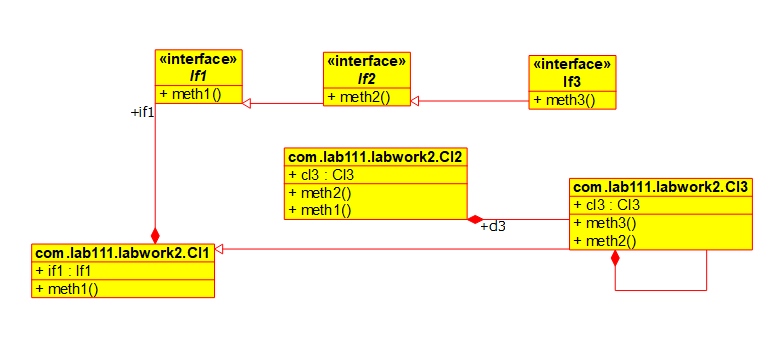 «interface»
If1
+ meth1()
«interface»
If2
+ meth2()
«interface»
If3
+ meth3()
+if1
com.lab111.labwork2.Cl2
+ cl3 : Cl3
+ meth2()
+ meth1()
+cl3
com.lab111.labwork2.Cl3
+ cl3 : Cl3
+ meth3()
+ meth2()
com.lab111.labwork2.Cl1
+ if1 : If1
+ meth1()